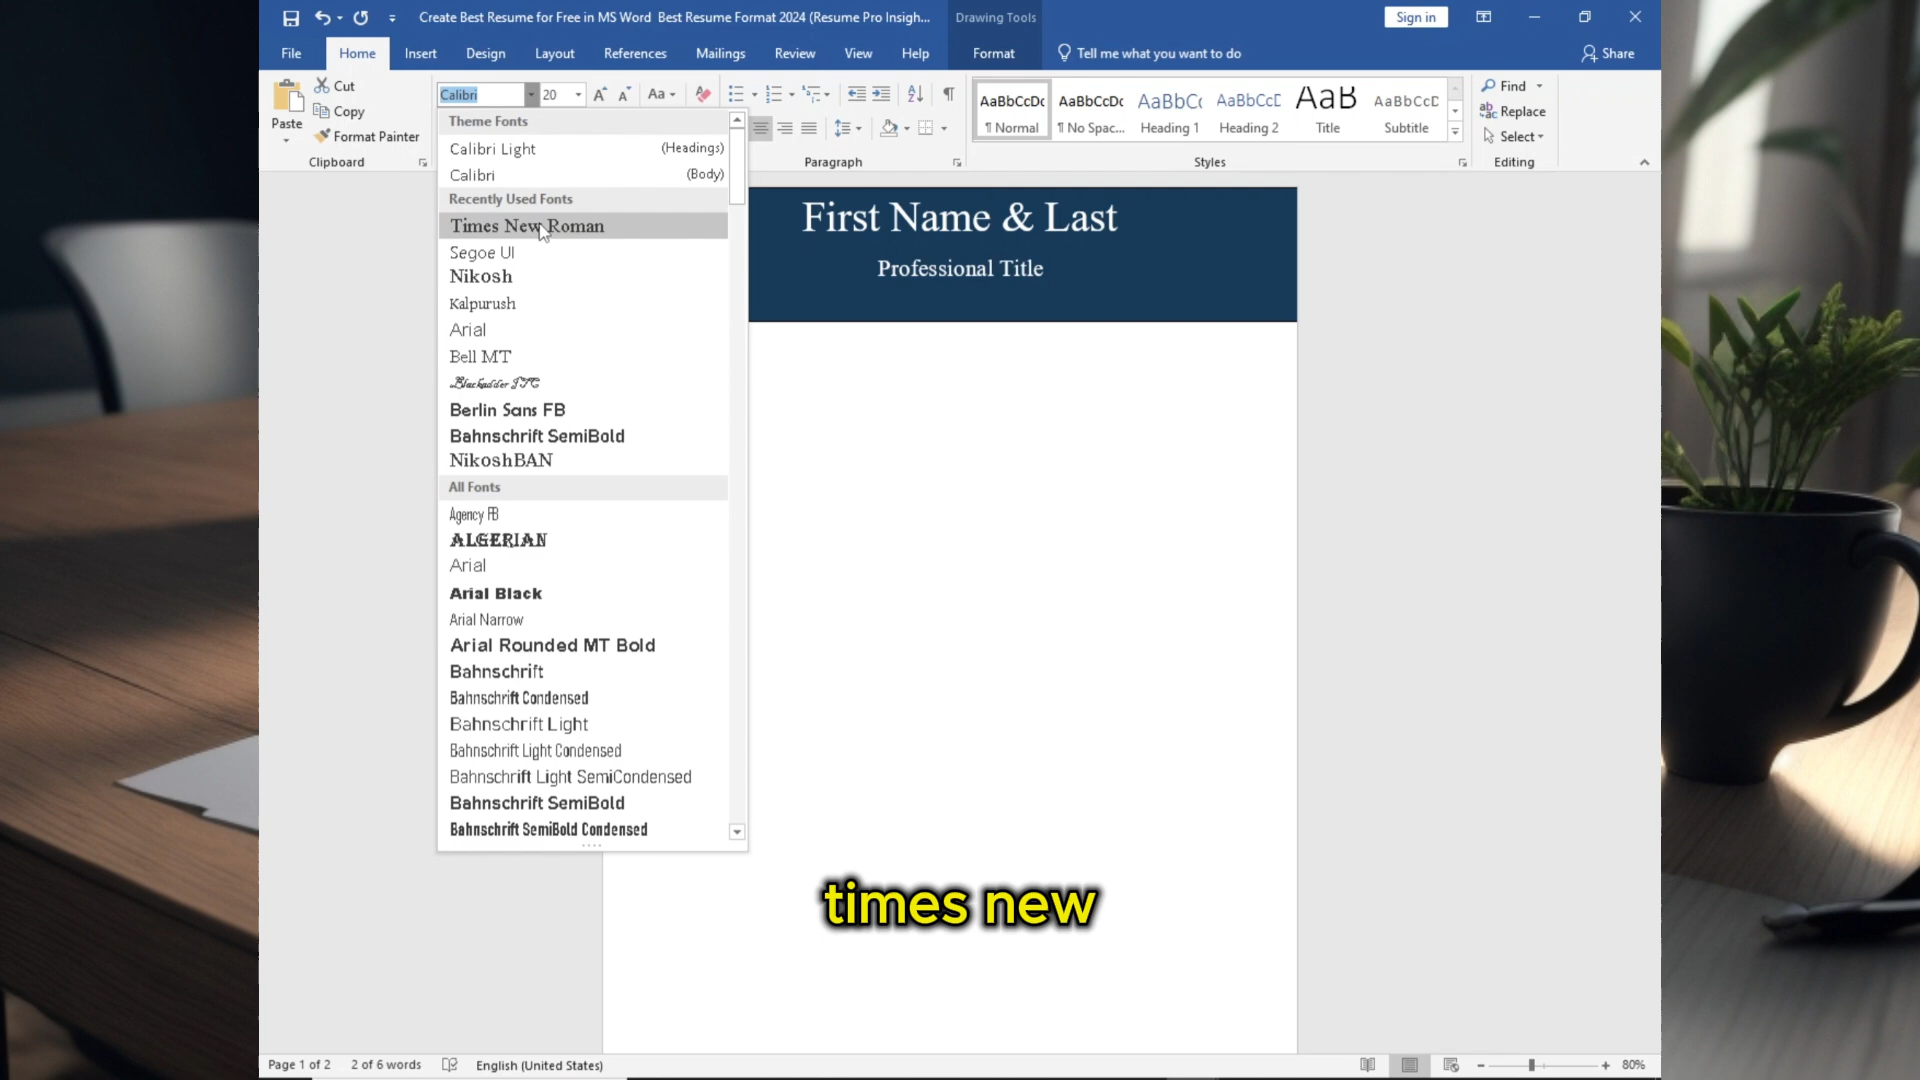 Create Best Resume for Free in MS Word  Best Resume Format 2024 (Resume Pro Insigh...
Drawing Tools
Sign in
File
Home
Insert
Design
Layout
References
Mailings
Review
View
Help
Format
Tell me what you want to do
Share
Paste
Cut
Copy
Format Painter
Clipboard
Calibri
20
Aa
Paragraph
AaBbCcDc
¶ Normal
AaBbCcDc
¶ No Spac...
AaBbCc
Heading 1
AaBbCcD
Heading 2
AaB
Title
AaBbCcD
Subtitle
Styles
Find
Replace
Select
Editing
Theme Fonts
Calibri Light (Headings)
Calibri (Body)
Recently Used Fonts
Times New Roman
Segoe UI
Nikosh
Kalpurush
Arial
Bell MT
Blackadder ITC
Berlin Sans FB
Bahnschrift SemiBold
NikoshBAN
All Fonts
Agency FB
ALGERIAN
Arial
Arial Black
Arial Narrow
Arial Rounded MT Bold
Bahnschrift
Bahnschrift Condensed
Bahnschrift Light
Bahnschrift Light Condensed
Bahnschrift Light SemiCondensed
Bahnschrift SemiBold
Bahnschrift SemiBold Condensed
First Name & Last
Professional Title
times new
Page 1 of 2
2 of 6 words
English (United States)
80%